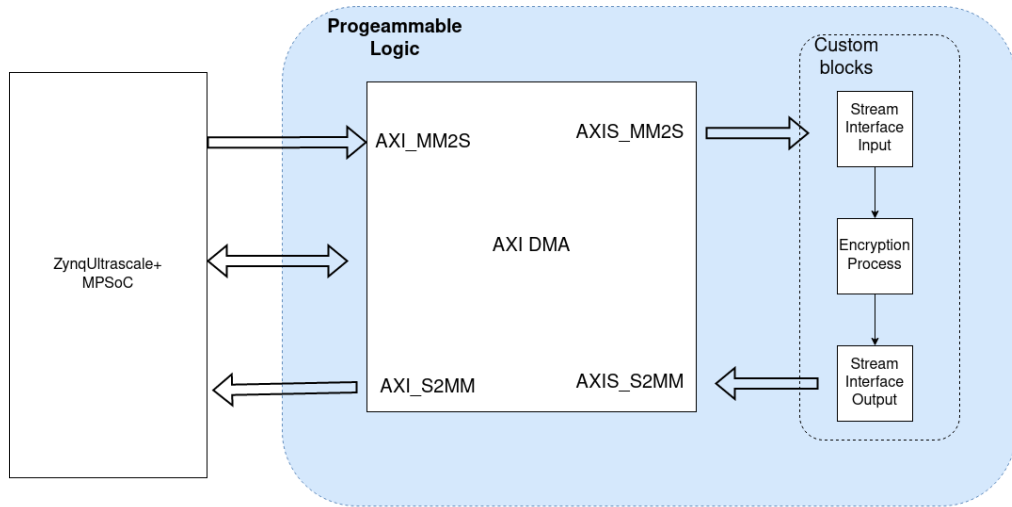 Progeammable
Logic
Custom
blocks
ZynqUltrascale+
MPSoC
AXI_MM2S
AXIS_MM2S
AXI DMA
AXI_S2MM
AXIS_S2MM
Stream
Interface
Input
Encryption
Process
Stream
Interface
Output